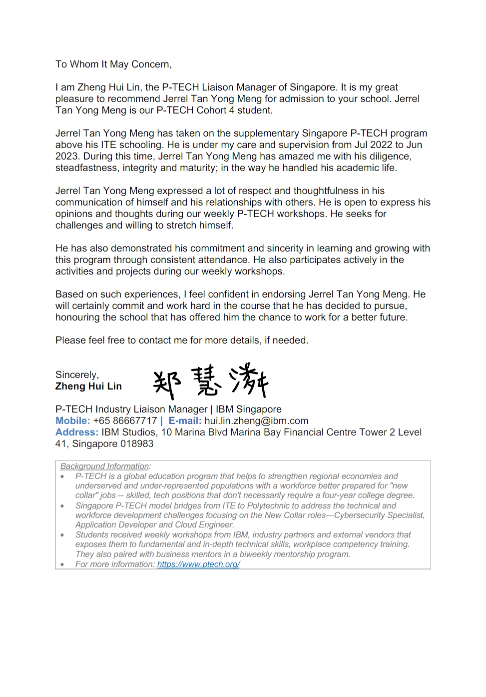 To Whom It May Concern,
I am Zheng Hui Lin, the P-TECH Liaison Manager of Singapore. It is my great
pleasure to recommend Jerrel Tan Yong Meng for admission to your school. Jerrel
Tan Yong Meng is our P-TECH Cohort 4 student.
Jerrel Tan Yong Meng has taken on the supplementary Singapore P-TECH program
above his ITE schooling. He is under my care and supervision from Jul 2022 to Jun
2023. During this time, Jerrel Tan Yong Meng has amazed me with his diligence,
steadfastness, integrity and maturity; in the way he handled his academic life.
Jerrel Tan Yong Meng expressed a lot of respect and thoughtfulness in his
communication of himself and his relationships with others. He is open to express his
opinions and thoughts during our weekly P-TECH workshops. He seeks for
challenges and willing to stretch himself.
He has also demonstrated his commitment and sincerity in learning and growing with
this program through consistent attendance. He also participates actively in the
activities and projects during our weekly workshops.
Based on such experiences, I feel confident in endorsing Jerrel Tan Yong Meng. He
will certainly commit and work hard in the course that he has decided to pursue,
honouring the school that has offered him the chance to work for a better future.
Please feel free to contact me for more details, if needed.
Sincerely,
Zheng Hui Lin
郑 慧
P-TECH Industry Liaison Manager | IBM Singapore
Mobile: +65 86667717 | E-mail: hui.lin.zheng@ibm.com
Address: IBM Studios, 10 Marina Blvd Marina Bay Financial Centre Tower 2 Level
41, Singapore 018983
Background Information:
• P-TECH is a global education program that helps to strengthen regional economies and
underserved and under-represented populations with a workforce better prepared for "new
collar" jobs -- skilled, tech positions that don't necessarily require a four-year college degree.
• Singapore P-TECH model bridges from ITE to Polytechnic to address the technical and
workforce development challenges focusing on the New Collar roles—Cybersecurity Specialist,
Application Developer and Cloud Engineer.
• Students received weekly workshops from IBM, industry partners and external vendors that
exposes them to fundamental and in-depth technical skills, workplace competency training.
They also paired with business mentors in a biweekly mentorship program.
• For more information: https://www.ptech.org/